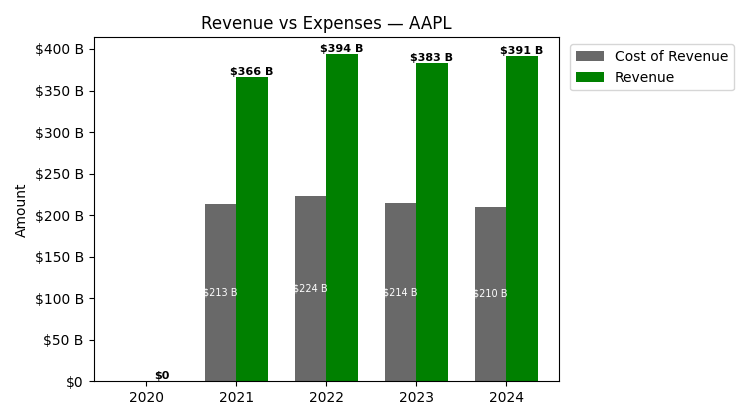 Revenue vs Expenses — AAPL
$400 B
$350 B
$300 B
$250 B
$200 B
$150 B
$100 B
$50 B
$0
Amount
$366 B
$394 B
$383 B
$391 B
$213 B
$224 B
$214 B
$210 B
$0
2020
2021
2022
2023
2024
Cost of Revenue
Revenue